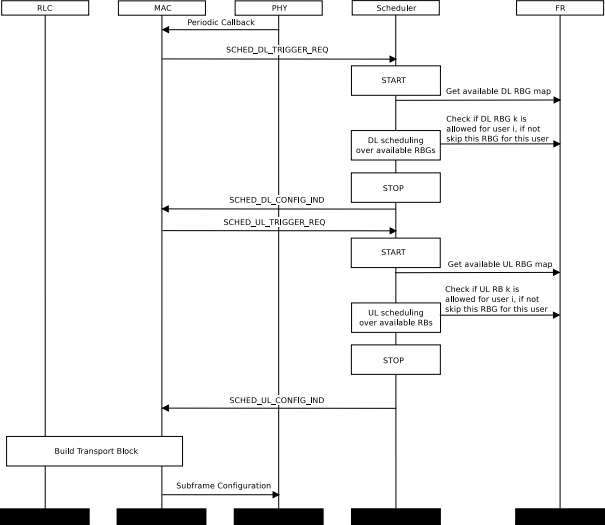 RLC MAC PHY Scheduler FR
Periodic Callback
SCHED_DL_TRIGGER_REQ
START
Get available DL RBG map
Check if DL RBG k is
allowed for user i, if not
skip this RBG for this user
DL scheduling
over available RBGs
STOP
SCHED_DL_CONFIG_IND
SCHED_UL_TRIGGER_REQ
START
Get available UL RBG map
Check if UL RB k is
allowed for user i, if not
skip this RBG for this user
UL scheduling
over available RBs
STOP
SCHED_UL_CONFIG_IND
Build Transport Block
Subframe Configuration